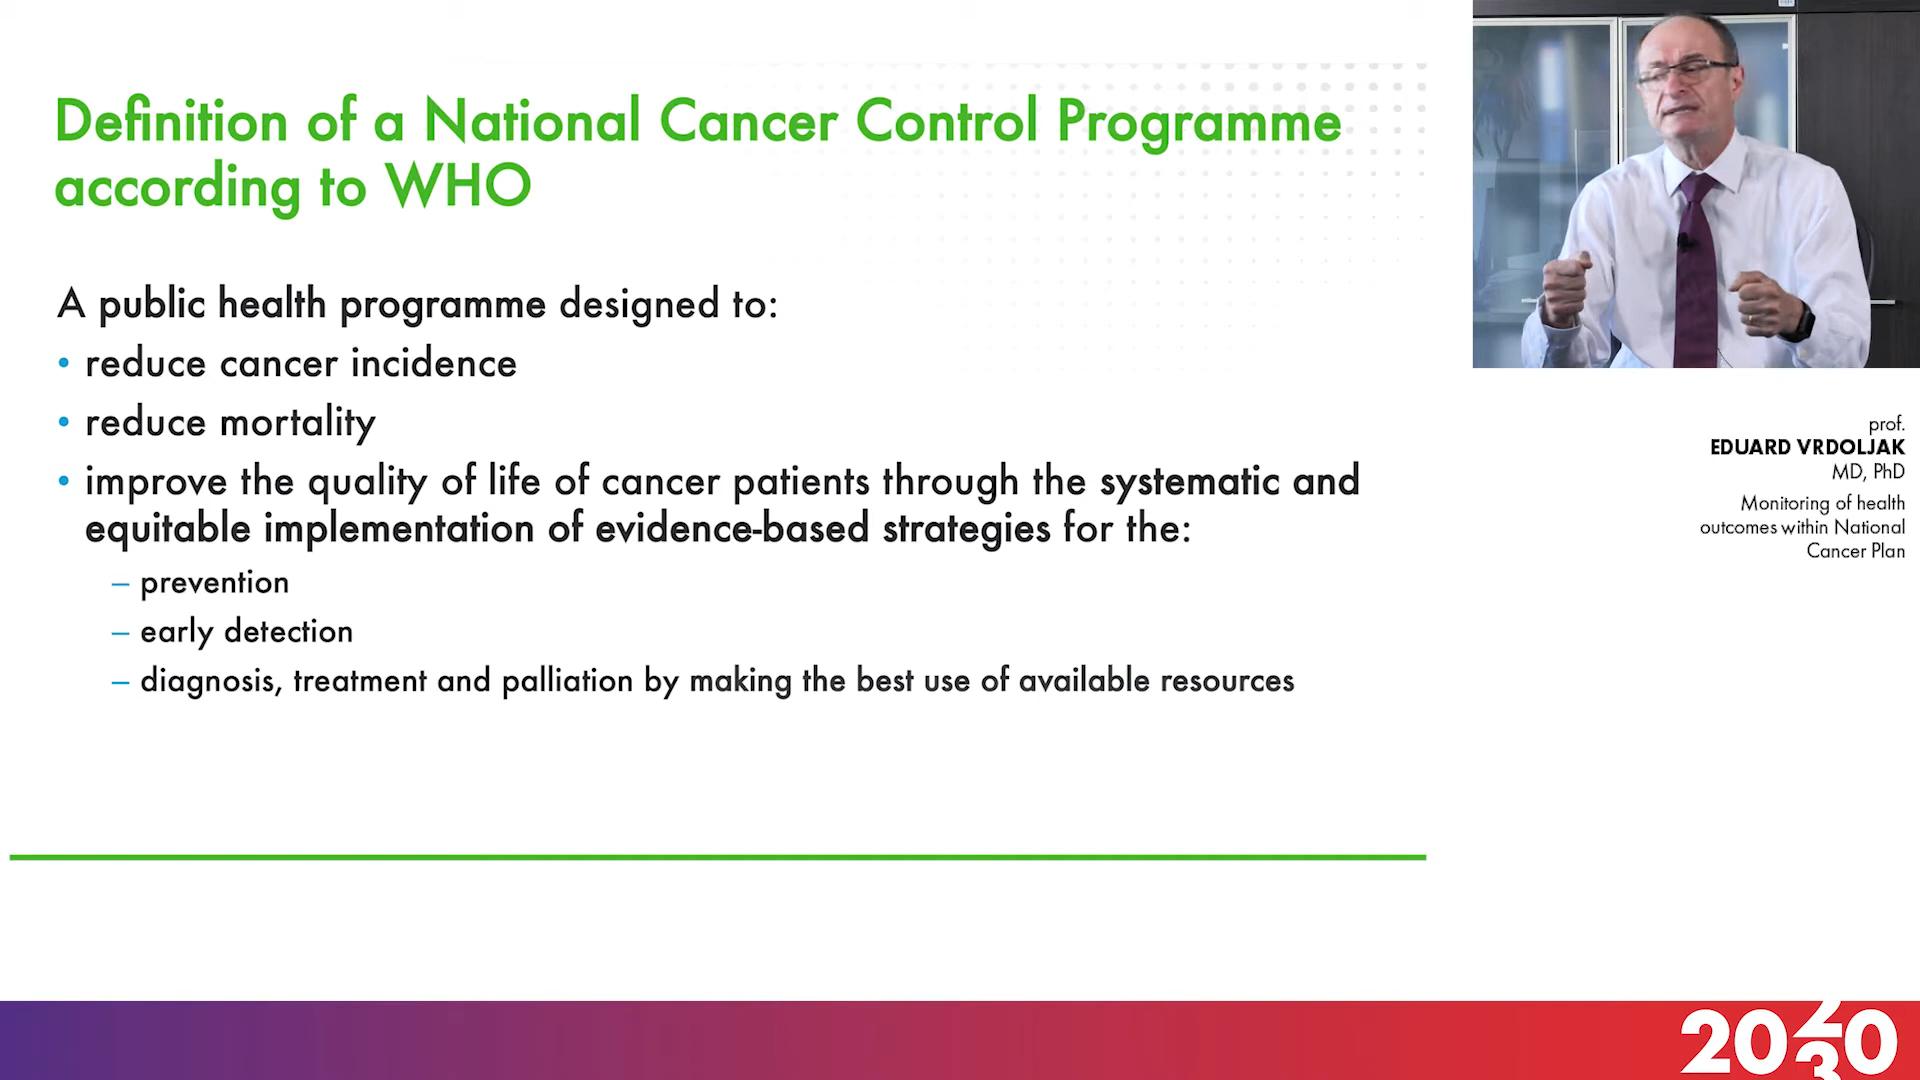 Definition of a National Cancer Control Programme
according to WHO
A public health programme designed to:
• reduce cancer incidence
• reduce mortality
• improve the quality of life of cancer patients through the systematic and
equitable implementation of evidence-based strategies for the:
– prevention
– early detection
– diagnosis, treatment and palliation by making the best use of available resources
prof.
EDUARD VRDOLJAK
MD, PhD
Monitoring of health
outcomes within National
Cancer Plan
2020
3